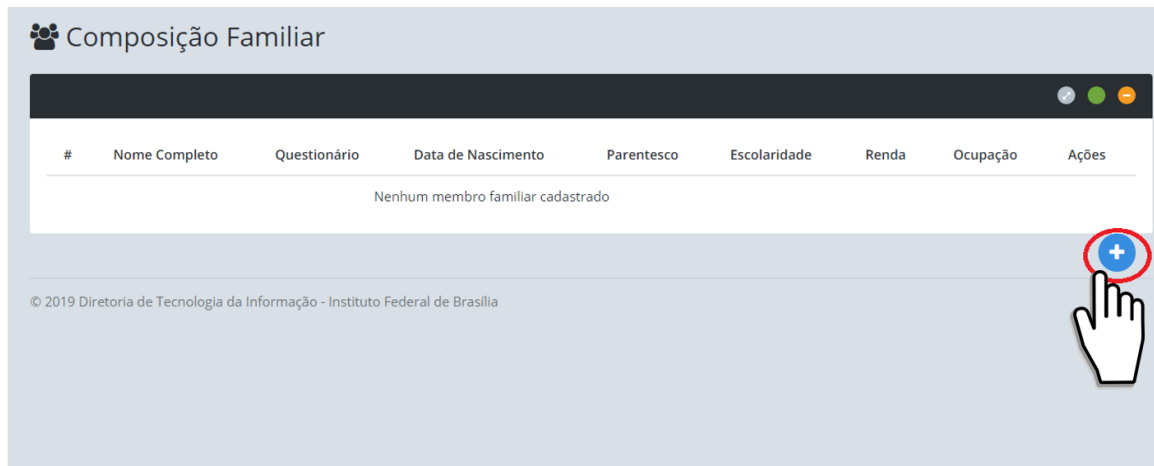 Composição Familiar
# Nome Completo Questionário Data de Nascimento Parentesco Escolaridade Renda Ocupação Ações
Nenhum membro familiar cadastrado
© 2019 Diretoria de Tecnologia da Informação - Instituto Federal de Brasília